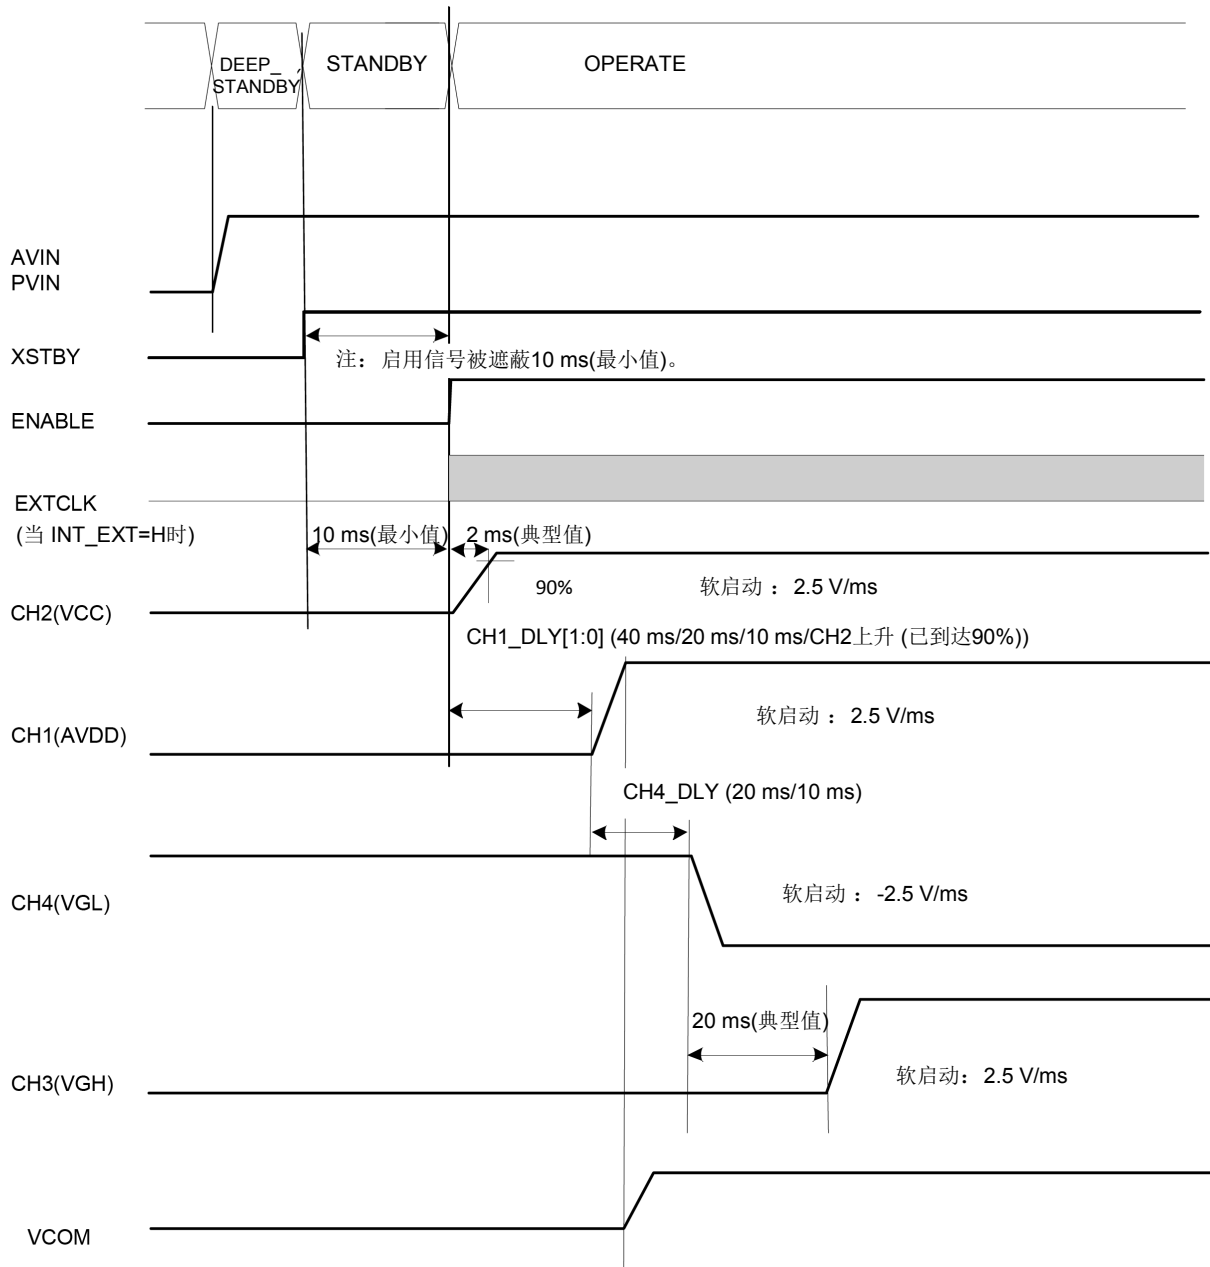 DEEP_
STANDBY
STANDBY
OPERATE
AVIN
PVIN
XSTBY
注：启用信号被遮蔽10 ms(最小值)。
ENABLE
EXTCLK
(当 INT_EXT=H时)
10 ms(最小值)
2 ms(典型值)
90%
软启动 ：2.5 V/ms
CH2(VCC)
CH1_DLY[1:0] (40 ms/20 ms/10 ms/CH2上升 (已到达90%))
软启动 ：2.5 V/ms
CH1(AVDD)
CH4_DLY (20 ms/10 ms)
软启动 ：-2.5 V/ms
CH4(VGL)
20 ms(典型值)
软启动：2.5 V/ms
CH3(VGH)
VCOM